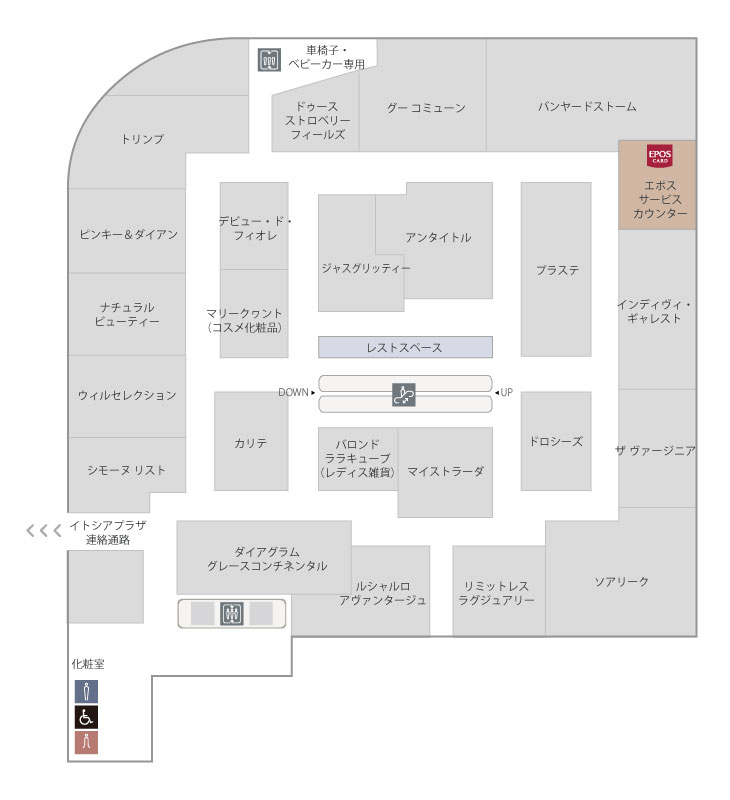 車椅子・
ベビーカー専用
ドゥース
ストロベリー
フィールズ
グー コミューン
バンヤードストーム
トリンプ
EPOS
CARD
エポス
サービス
カウンター
ピンキー＆ダイアン
デビュー・ド・
フィオレ
アンタイトル
ジャスグリッティー
プラステ
ナチュラル
ビューティー
マリークヮント
（コスメ化粧品）
インディヴィ・
ギャレスト
レストスペース
ウィルセレクション
DOWN
UP
カリテ
バロンド
ララキューブ
（レディス雑貨）
マイストラーダ
ドロシーズ
ザ ヴァージニア
シモーヌ リスト
イトシアプラザ
連絡通路
ダイアグラム
グレースコンチネンタル
ルシャルロ
アヴァンタージュ
リミットレス
ラグジュアリー
ソアリーク
化粧室